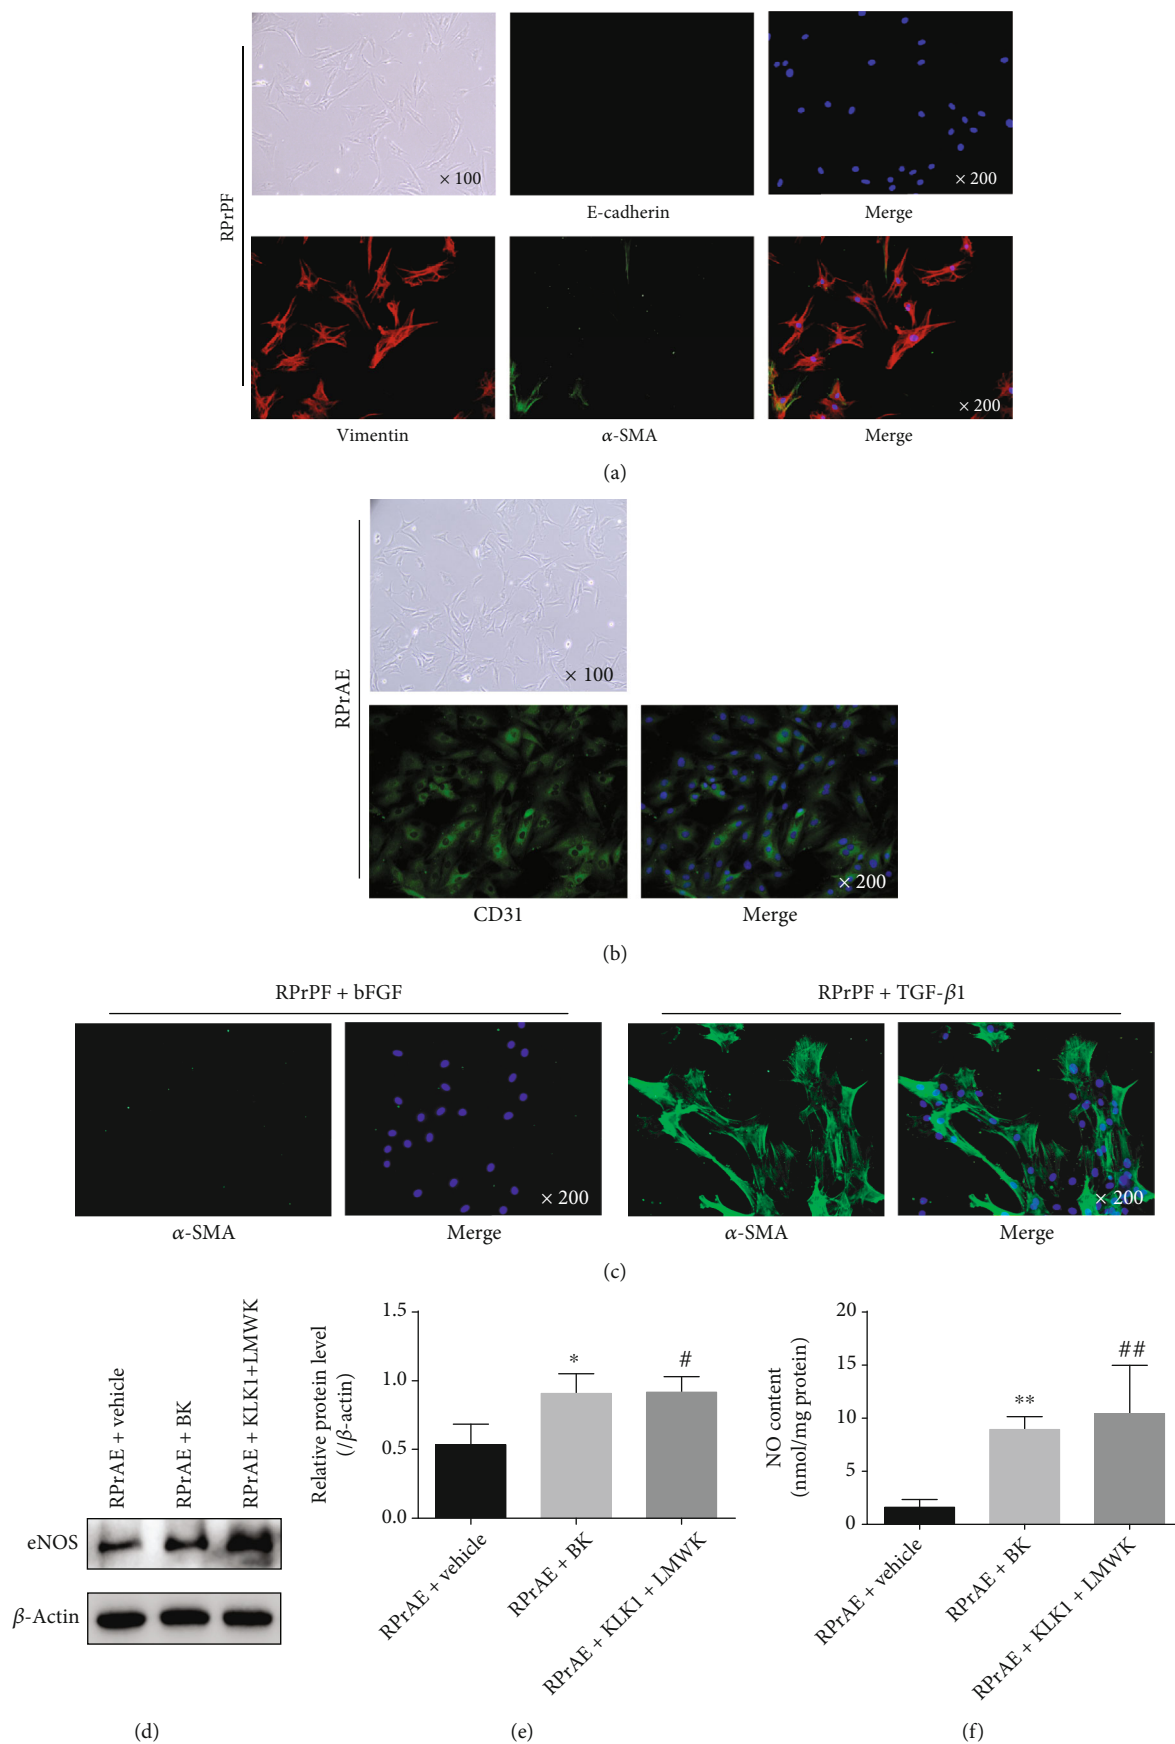 RPrPF
× 100
× 200
E-cadherin
Merge
× 200
Vimentin
α-SMA
Merge
(a)
RPrAE
× 100
× 200
CD31
Merge
(b)
RPrPF + bFGF
RPrPF + TGF-β1
× 200
× 200
α-SMA
Merge
α-SMA
Merge
(c)
RPrAE + vehicle
RPrAE + BK
RPrAE + KLK1+LMWK
eNOS
β-Actin
(d)
Relative protein level
(/β-actin)
1.5
1.0
0.5
0.0
*
#
RPrAE + vehicle
RPrAE + BK
RPrAE + KLK1 + LMWK
(e)
NO content
(nmol/mg protein)
20
15
10
5
0
**
##
RPrAE + vehicle
RPrAE + BK
RPrAE + KLK1 + LMWK
(f)